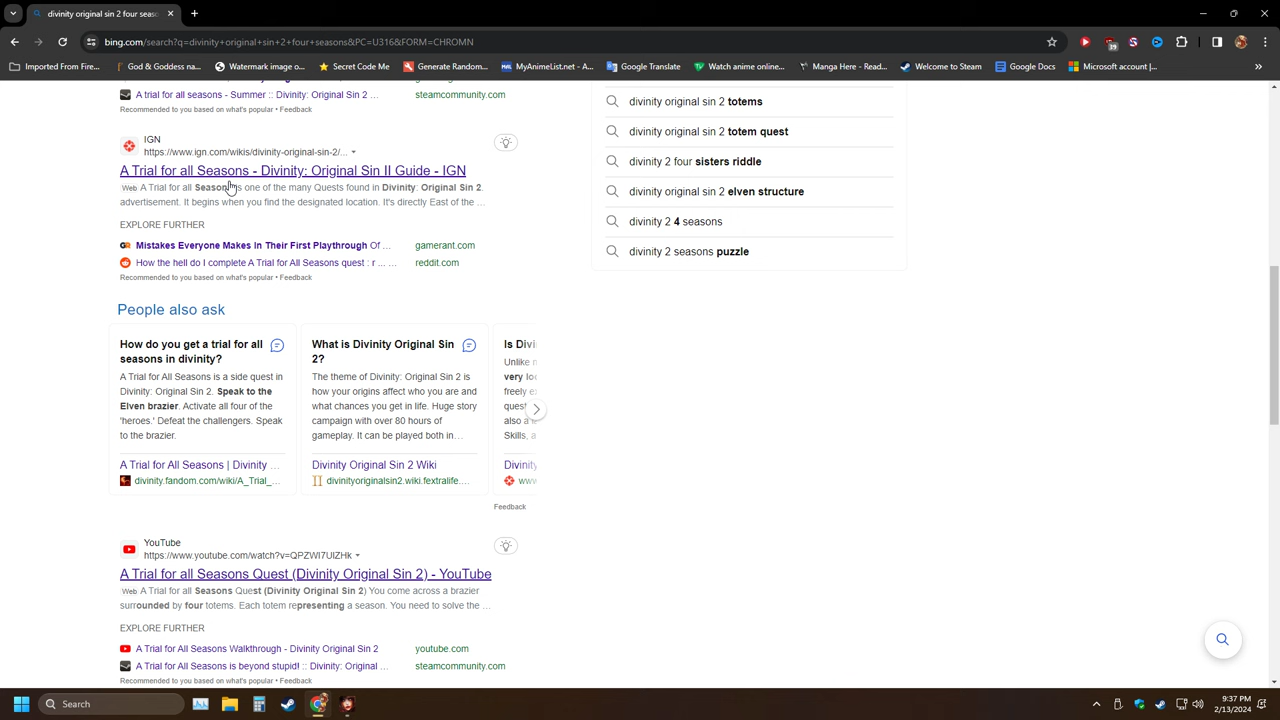 divinity original sin 2 four seas
bing.com/search?q=divinity+original+sin+2+four+seasons&PC=U316&FORM=CHROMN
39
Imported From Fir...
God & Goddess na...
Watermark image o...
Secret Code Me
Generate Random...
MyAnimeList.net - A...
Google Translate
Watch anime online...
Manga Here - Read...
Welcome to Steam
Google Docs
Microsoft account |...
A trial for all seasons - Summer :: Divinity: Original Sin 2 ...
steamcommunity.com
Recommended to you based on what's popular • Feedback
IGN
https://www.ign.com/wikis/divinity-original-sin-2/...
A Trial for all Seasons - Divinity: Original Sin II Guide - IGN
Web A Trial for all Seasons is one of the many Quests found in Divinity: Original Sin 2.
advertisement. It begins when you find the designated location. It's directly East of the ...
EXPLORE FURTHER
Mistakes Everyone Makes In Their First Playthrough Of ...
gamerant.com
How the hell do I complete A Trial for All Seasons quest : r ... ...
reddit.com
Recommended to you based on what's popular • Feedback
People also ask
How do you get a trial for all
seasons in divinity?
A Trial for All Seasons is a side quest in
Divinity: Original Sin 2. Speak to the
Elven brazier. Activate all four of the
'heroes.' Defeat the challengers. Speak
to the brazier.
A Trial for All Seasons | Divinity ...
divinity.fandom.com/wiki/A_Trial_...
What is Divinity Original Sin
2?
The theme of Divinity: Original Sin 2 is
how your origins affect who you are and
what chances you get in life. Huge story
campaign with over 80 hours of
gameplay. It can be played both in...
Divinity Original Sin 2 Wiki
divinityoriginalsin2.wiki.fextralife....
Is Divi
Unlike
very lo
freely e
quest
also a
Skills, a
Divinity
www
Feedback
YouTube
https://www.youtube.com/watch?v=QPZWI7UIZHk
A Trial for all Seasons Quest (Divinity Original Sin 2) - YouTube
Web A Trial for all Seasons Quest (Divinity Original Sin 2) You come across a brazier
surrounded by four totems. Each totem representing a season. You need to solve the ...
EXPLORE FURTHER
A Trial for All Seasons Walkthrough - Divinity Original Sin 2
youtube.com
A Trial for All Seasons is beyond stupid! :: Divinity: Original ...
steamcommunity.com
Recommended to you based on what's popular • Feedback
divinity original sin 2 totems
divinity original sin 2 totem quest
divinity 2 four sisters riddle
divinity original sin 2 elven structure
divinity 2 4 seasons
divinity 2 seasons puzzle
Search
9:37 PM
2/13/2024